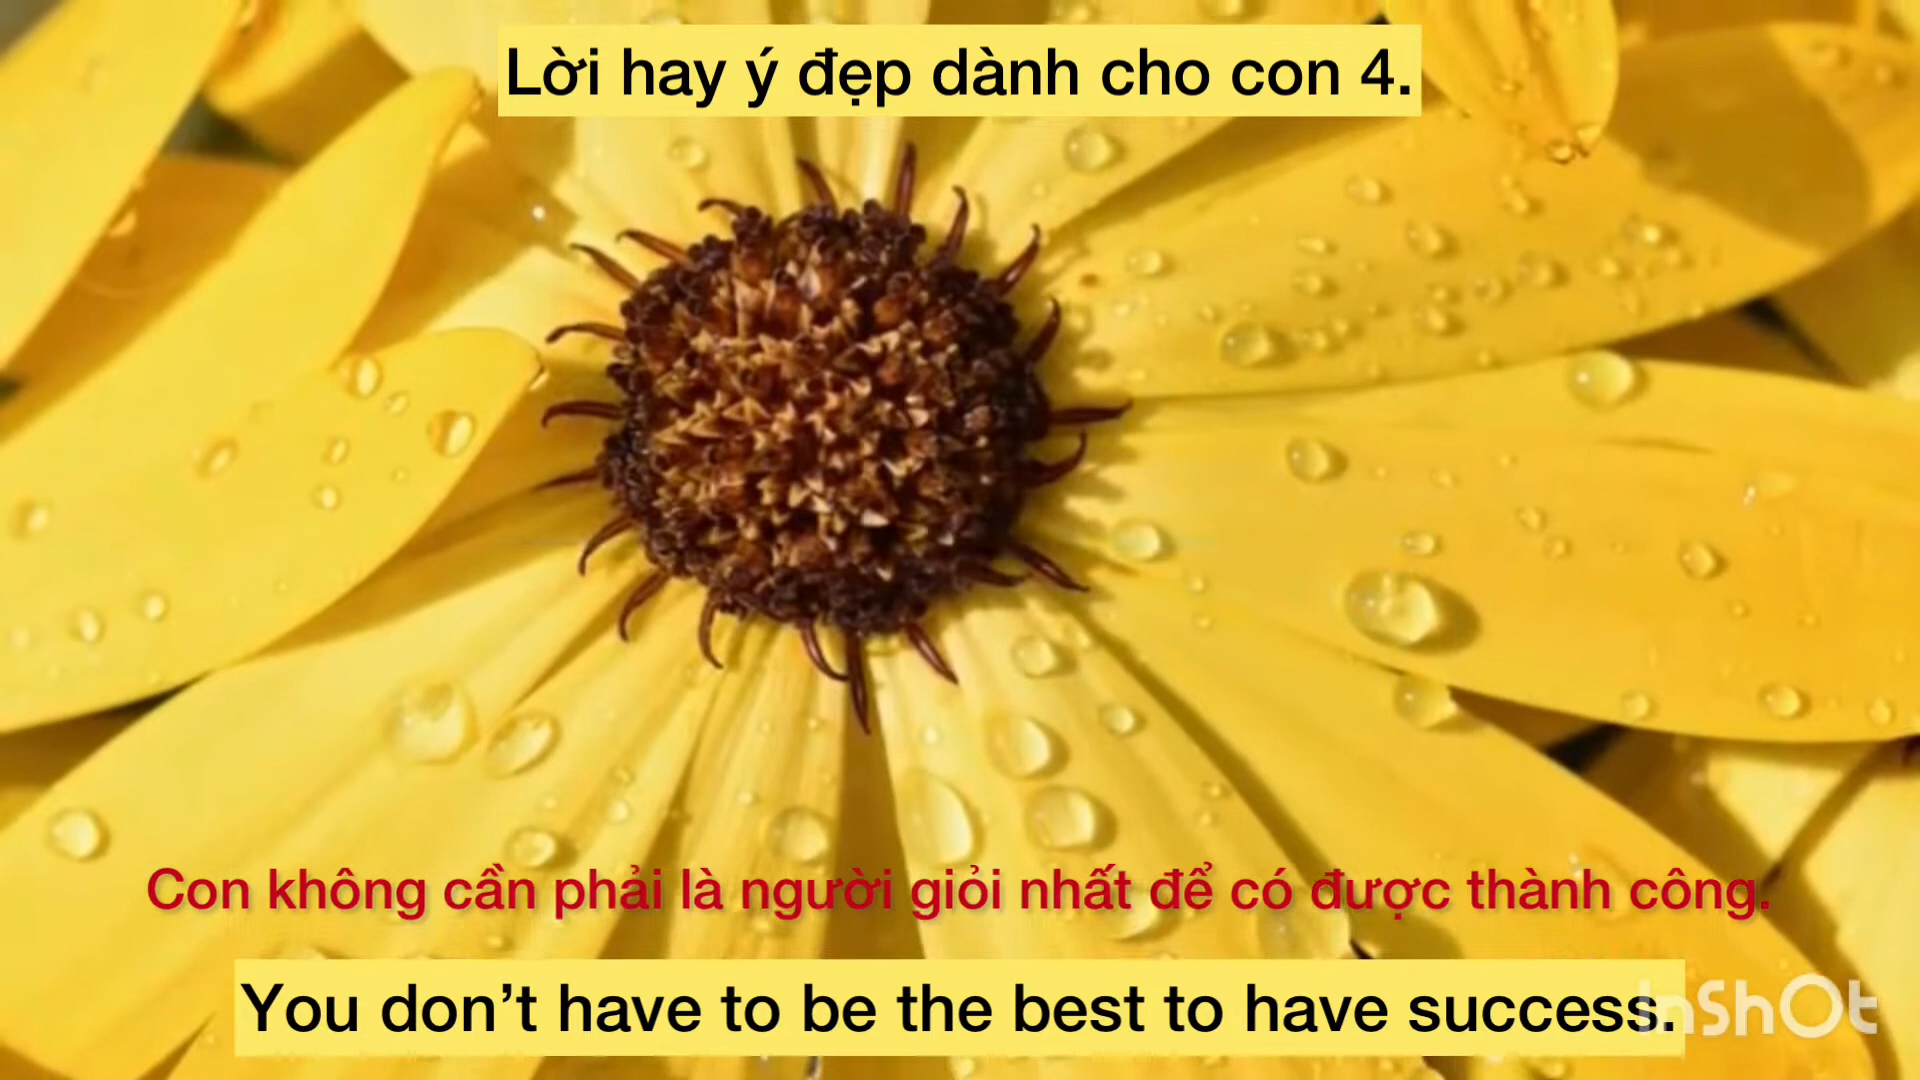 Lời hay ý đẹp dành cho con 4.
Con không cần phải là người giỏi nhất để có được thành công.
You don’t have to be the best to have success.
InShOt